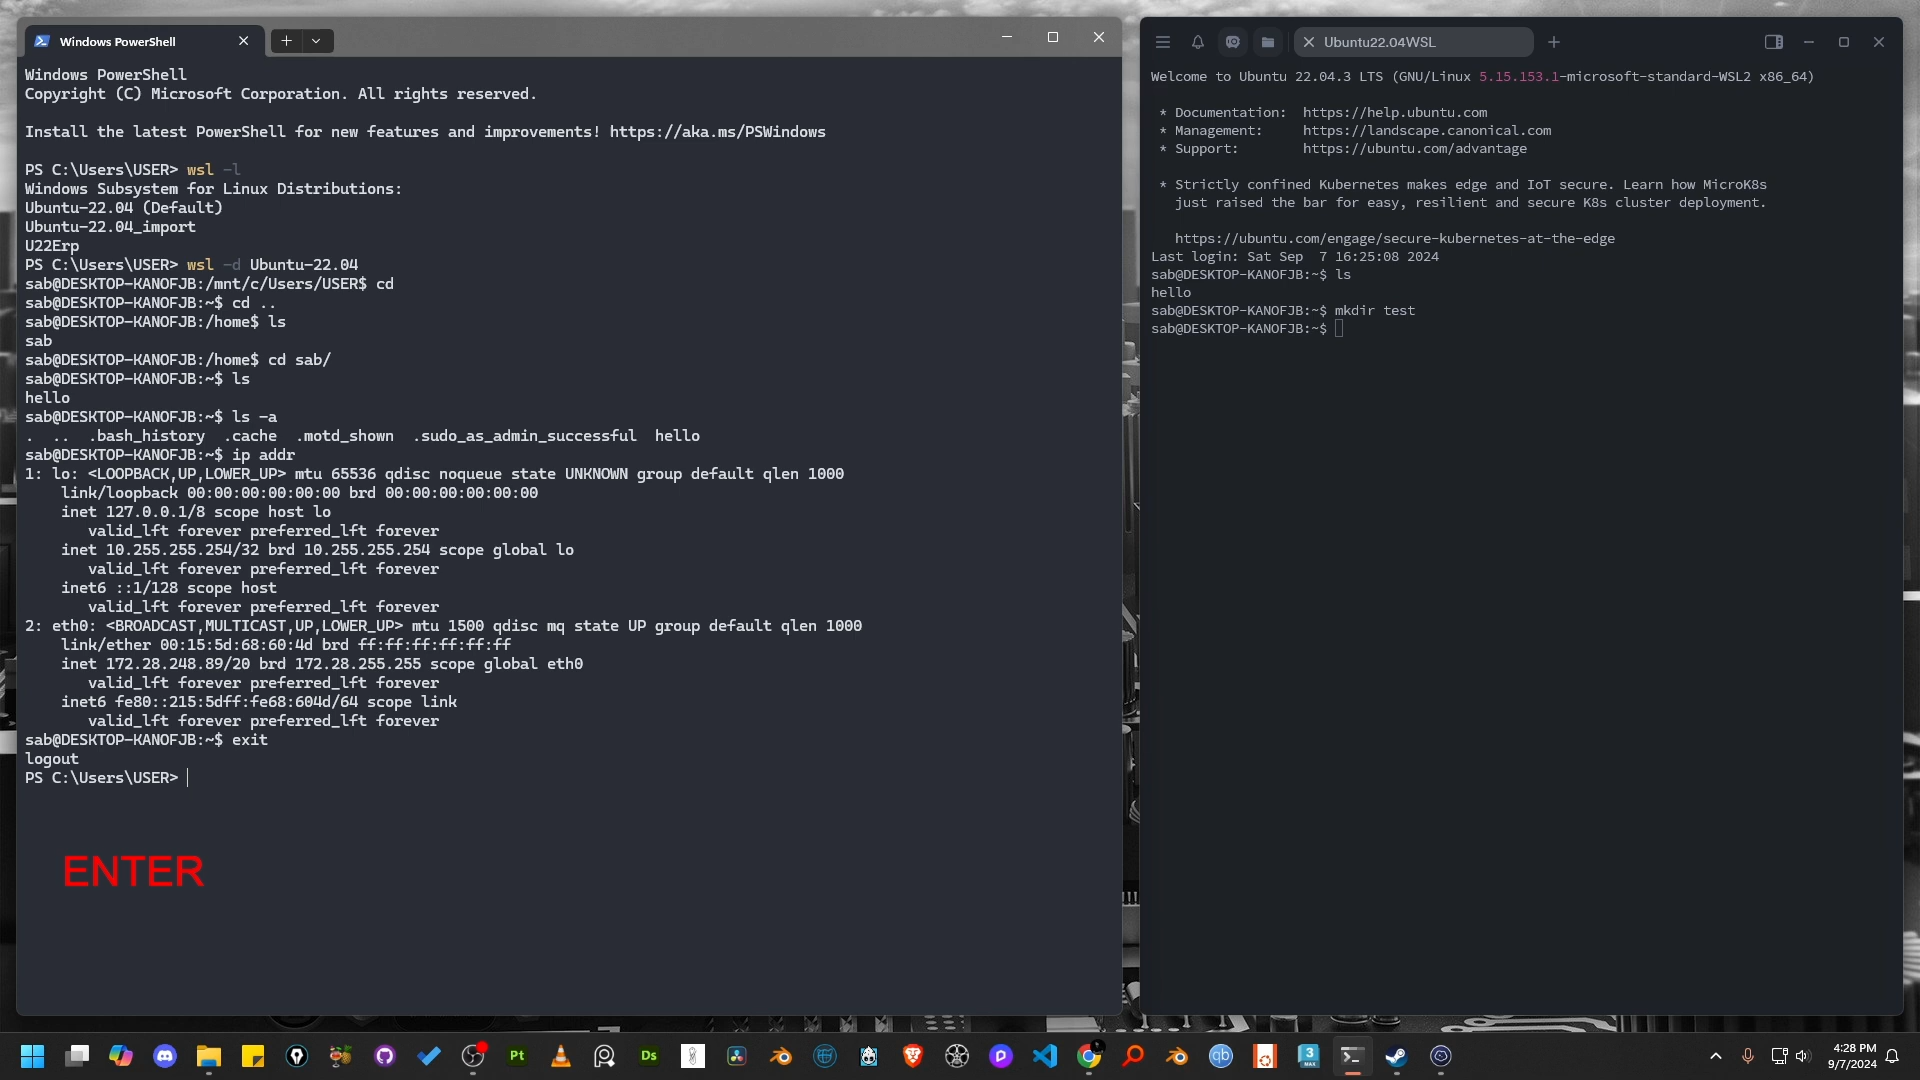 Windows PowerShell
Windows PowerShell
Copyright (C) Microsoft Corporation. All rights reserved.
Install the latest PowerShell for new features and improvements! https://aka.ms/PSWindows
PS C:\Users\USER> wsl -l
Windows Subsystem for Linux Distributions:
Ubuntu-22.04 (Default)
Ubuntu-22.04_import
U22Erp
PS C:\Users\USER> wsl -d Ubuntu-22.04
sab@DESKTOP-KANOFJB:/mnt/c/Users/USER$ cd
sab@DESKTOP-KANOFJB:~$ cd ..
sab@DESKTOP-KANOFJB:/home$ ls
sab
sab@DESKTOP-KANOFJB:/home$ cd sab/
sab@DESKTOP-KANOFJB:~$ ls
hello
sab@DESKTOP-KANOFJB:~$ ls -a
.  ..  .bash_history  .cache  .motd_shown  .sudo_as_admin_successful  hello
sab@DESKTOP-KANOFJB:~$ ip addr
1: lo: <LOOPBACK,UP,LOWER_UP> mtu 65536 qdisc noqueue state UNKNOWN group default qlen 1000
link/loopback 00:00:00:00:00:00 brd 00:00:00:00:00:00
inet 127.0.0.1/8 scope host lo
valid_lft forever preferred_lft forever
inet 10.255.255.254/32 brd 10.255.255.254 scope global lo
valid_lft forever preferred_lft forever
inet6 ::1/128 scope host
valid_lft forever preferred_lft forever
2: eth0: <BROADCAST,MULTICAST,UP,LOWER_UP> mtu 1500 qdisc mq state UP group default qlen 1000
link/ether 00:15:5d:68:60:4d brd ff:ff:ff:ff:ff:ff
inet 172.28.248.89/20 brd 172.28.255.255 scope global eth0
valid_lft forever preferred_lft forever
inet6 fe80::215:5dff:fe68:604d/64 scope link
valid_lft forever preferred_lft forever
sab@DESKTOP-KANOFJB:~$ exit
logout
PS C:\Users\USER>
ENTER
Ubuntu22.04WSL
Welcome to Ubuntu 22.04.3 LTS (GNU/Linux 5.15.153.1-microsoft-standard-WSL2 x86_64)
* Documentation:  https://help.ubuntu.com
* Management:     https://landscape.canonical.com
* Support:        https://ubuntu.com/advantage
* Strictly confined Kubernetes makes edge and IoT secure. Learn how MicroK8s
just raised the bar for easy, resilient and secure K8s cluster deployment.
https://ubuntu.com/engage/secure-kubernetes-at-the-edge
Last login: Sat Sep  7 16:25:08 2024
sab@DESKTOP-KANOFJB:~$ ls
hello
sab@DESKTOP-KANOFJB:~$ mkdir test
sab@DESKTOP-KANOFJB:~$
Pt
Ds
qb
3
MAX
4:28 PM
9/7/2024